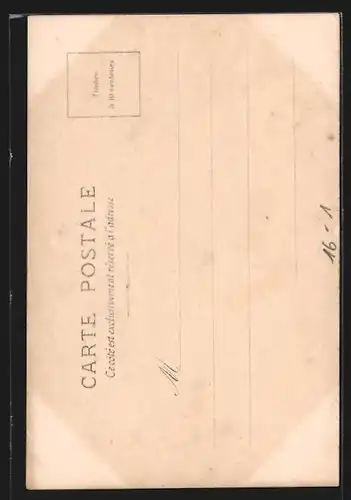 CARTE POSTALE
Ce côté est exclusivement réservé à l'adresse
Timbre
à 10 centimes
M
16-1